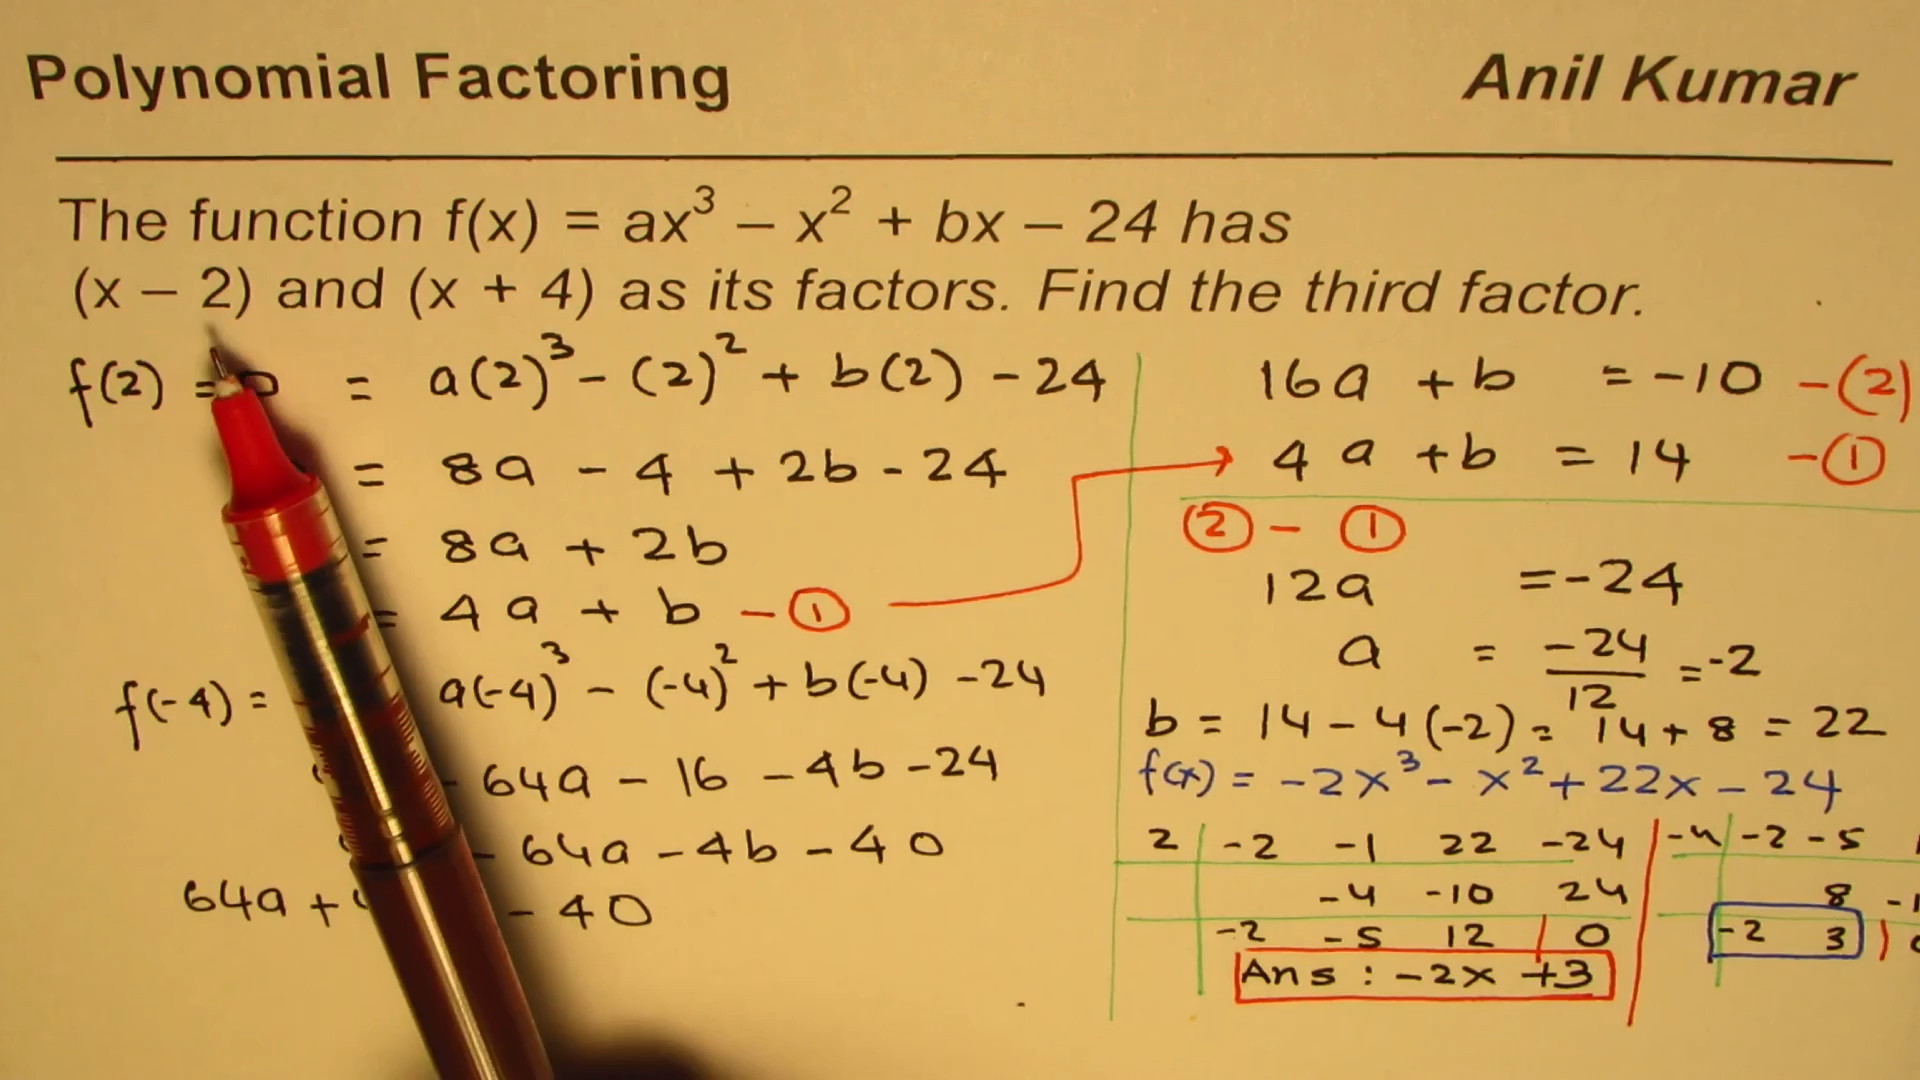 Polynomial Factoring
Anil Kumar
The function f(x) = ax³ – x² + bx – 24 has
(x – 2) and (x + 4) as its factors. Find the third factor.
f(2) = 0 = a(2)³ - (2)² + b(2) - 24
= 8a - 4 + 2b - 24
= 8a + 2b
= 4a + b - ①
f(-4) = a(-4)³ - (-4)² + b(-4) - 24
- 64a - 16 - 4b - 24
- 64a - 4b - 40
64a + - 40
16a + b = -10 - (2)
4a + b = 14 - ①
② - ①
12a = -24
a = -24/12 = -2
b = 14 - 4(-2) = 14 + 8 = 22
f(x) = -2x³ - x² + 22x - 24
2 | -2 -1 22 -24
-4 -10 24
-2 -5 12 | 0
Ans : -2x +3
-4 | -2 -5
8 -1
-2 3 |